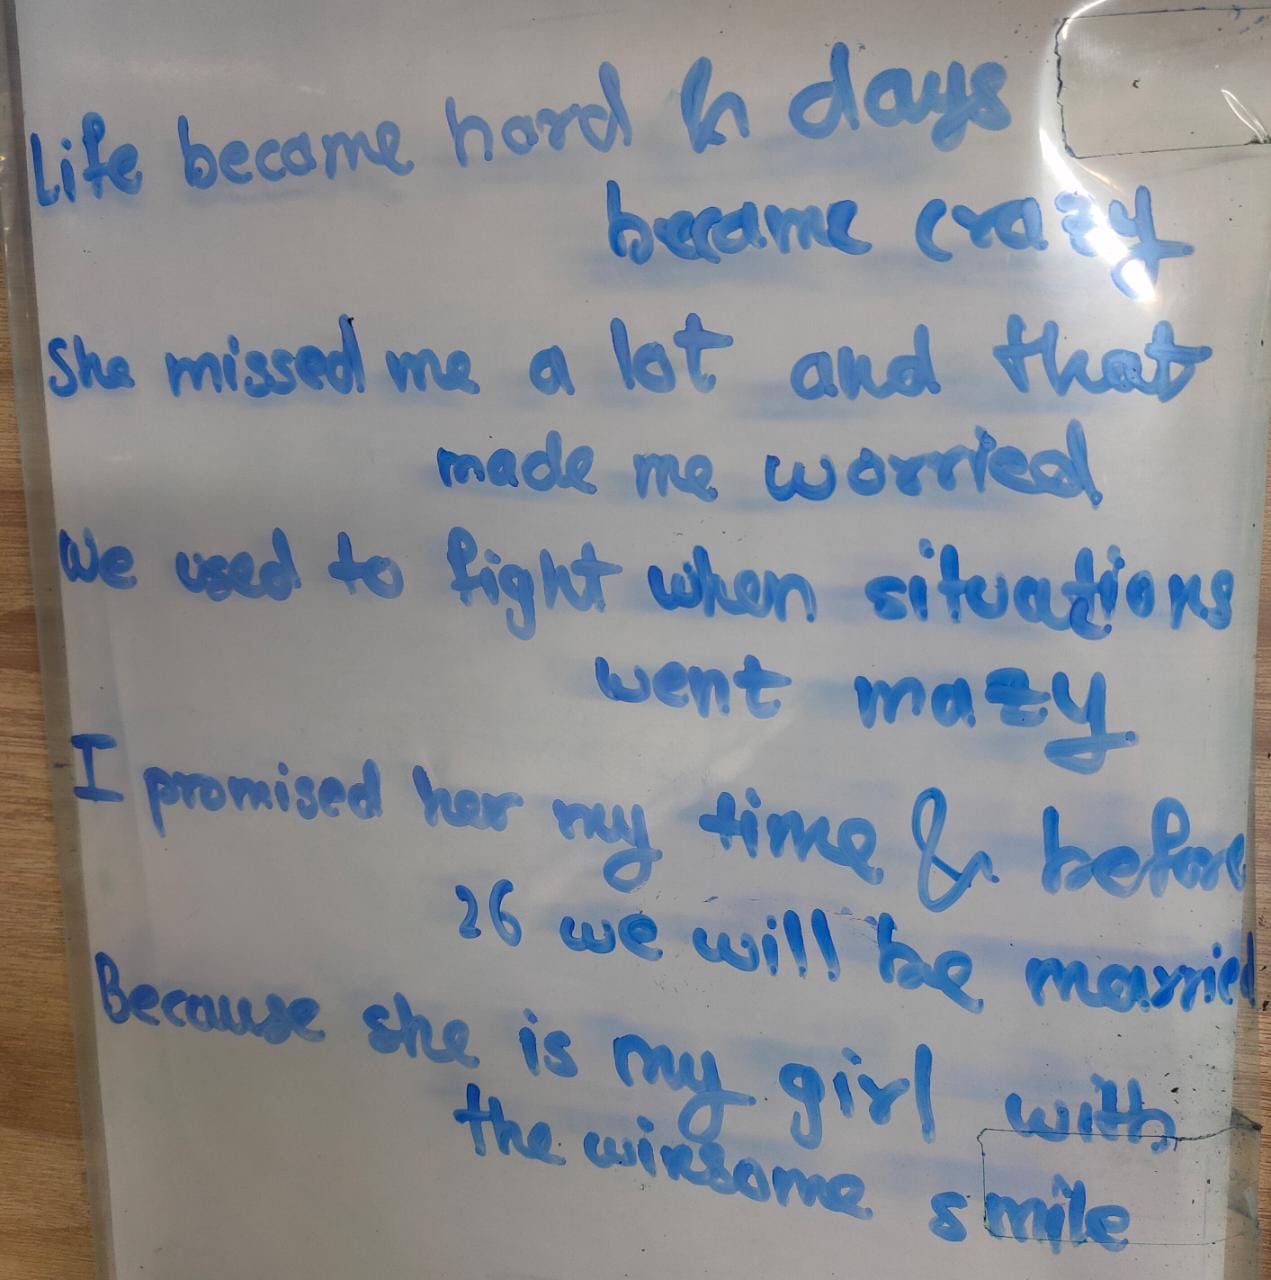 Life became hard & days
became crazy
She missed me a lot and that
made me worried
We used to fight when situations
went mazy
I promised her my time & before
26 we will be married
Because she is my girl with
the winsome smile